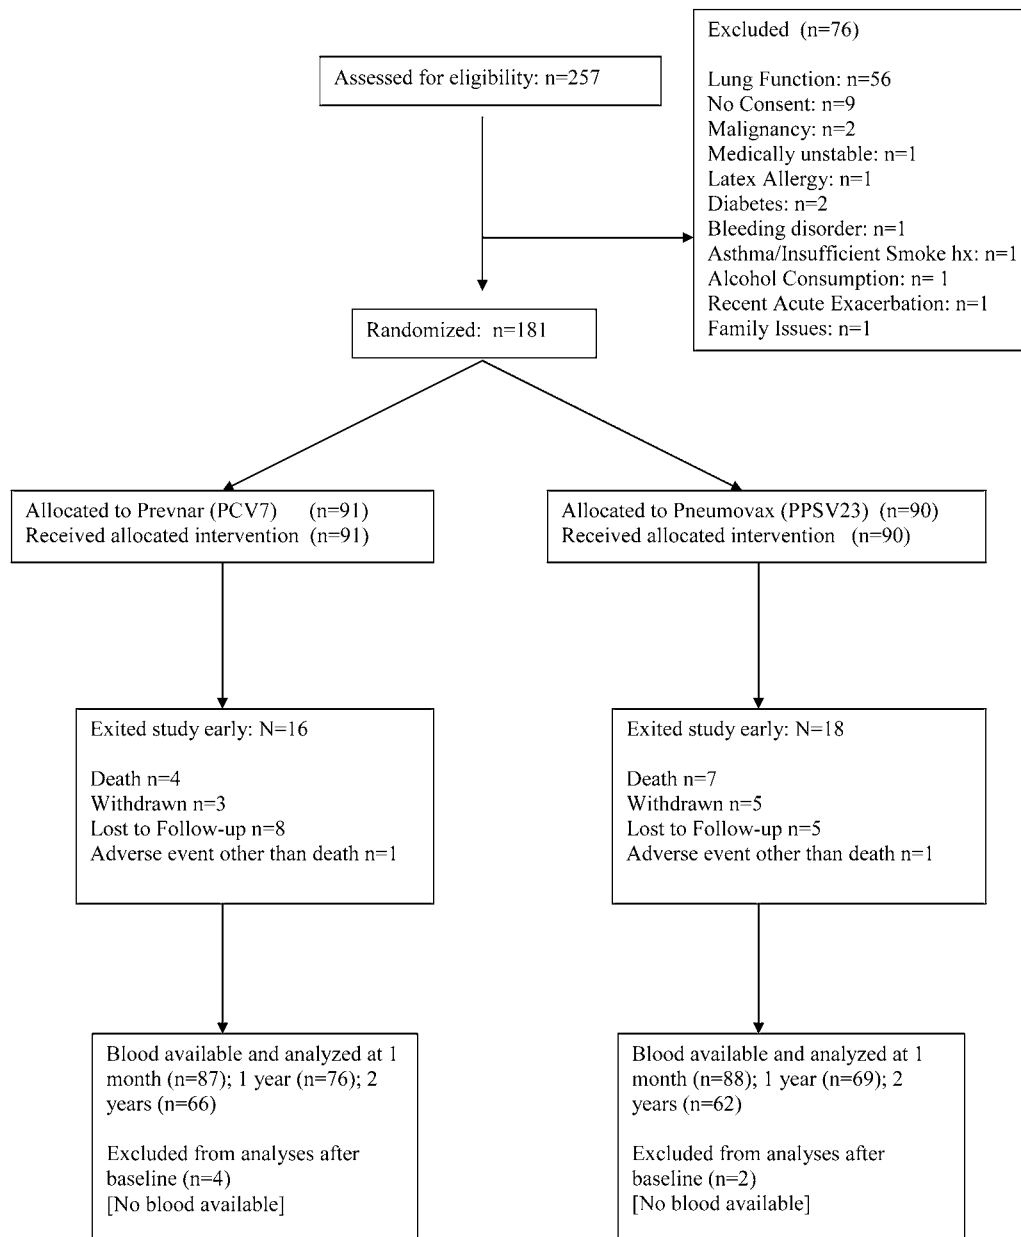 Assessed for eligibility: n=257
Excluded (n=76)
Lung Function: n=56
No Consent: n=9
Malignancy: n=2
Medically unstable: n=1
Latex Allergy: n=1
Diabetes: n=2
Bleeding disorder: n=1
Asthma/Insufficient Smoke hx: n=1
Alcohol Consumption: n= 1
Recent Acute Exacerbation: n=1
Family Issues: n=1
Randomized: n=181
Allocated to Prevnar (PCV7) (n=91)
Received allocated intervention (n=91)
Allocated to Pneumovax (PPSV23) (n=90)
Received allocated intervention (n=90)
Exited study early: N=16
Death n=4
Withdrawn n=3
Lost to Follow-up n=8
Adverse event other than death n=1
Exited study early: N=18
Death n=7
Withdrawn n=5
Lost to Follow-up n=5
Adverse event other than death n=1
Blood available and analyzed at 1
month (n=87); 1 year (n=76); 2
years (n=66)
Excluded from analyses after
baseline (n=4)
[No blood available]
Blood available and analyzed at 1
month (n=88); 1 year (n=69); 2
years (n=62)
Excluded from analyses after
baseline (n=2)
[No blood available]